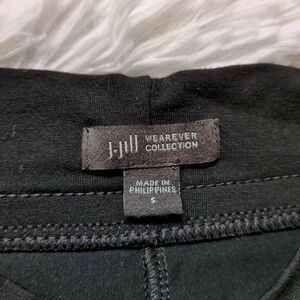 J.Jill WEAREVER
COLLECTION
MADE IN
PHILIPPINES
S